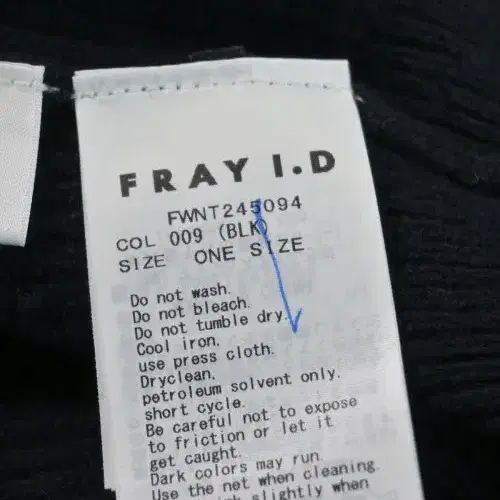 FRAY I.D
FWNT245094
COL 009 (BLK)
SIZE ONE SIZE
Do not wash.
Do not bleach.
Do not tumble dry.
Cool iron.
use press cloth.
Dryclean,
petroleum solvent only.
short cycle.
Be careful not to expose
to friction or let it
get caught.
Dark colors may run.
Use the net when cleaning.
slightly when